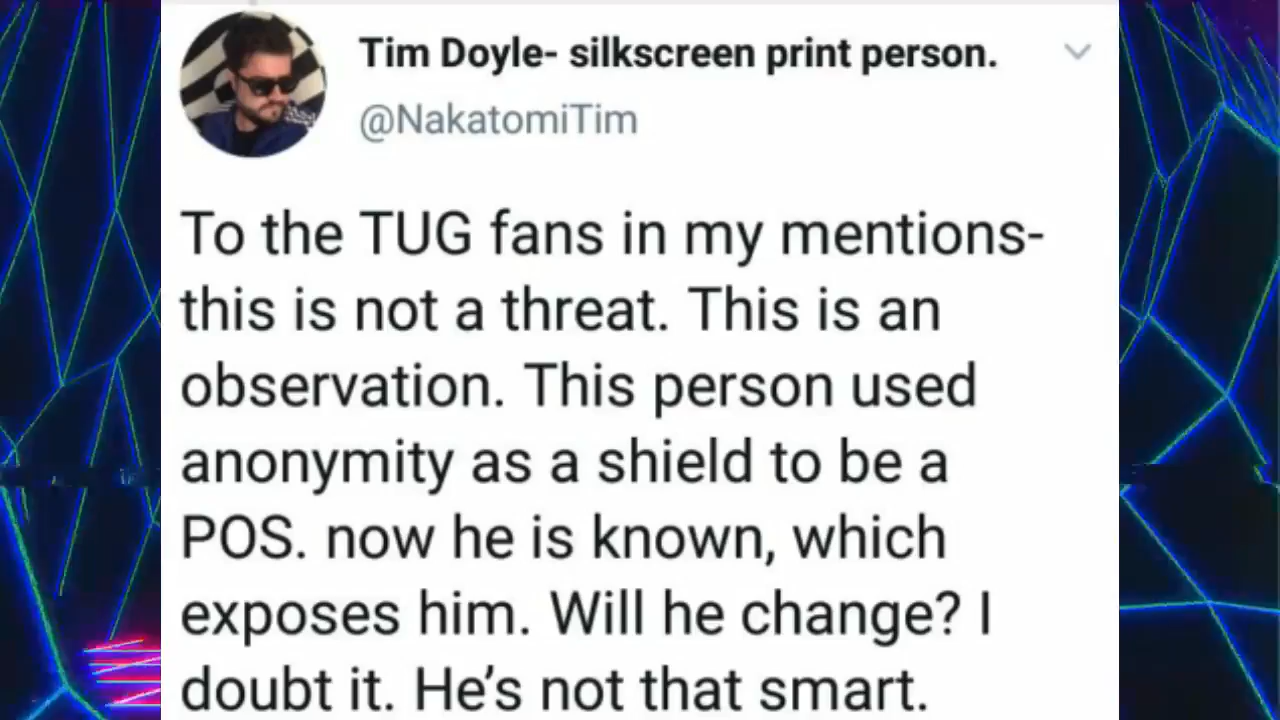 Tim Doyle- silkscreen print person.
@NakatomiTim
To the TUG fans in my mentions-
this is not a threat. This is an
observation. This person used
anonymity as a shield to be a
POS. now he is known, which
exposes him. Will he change? I
doubt it. He’s not that smart.